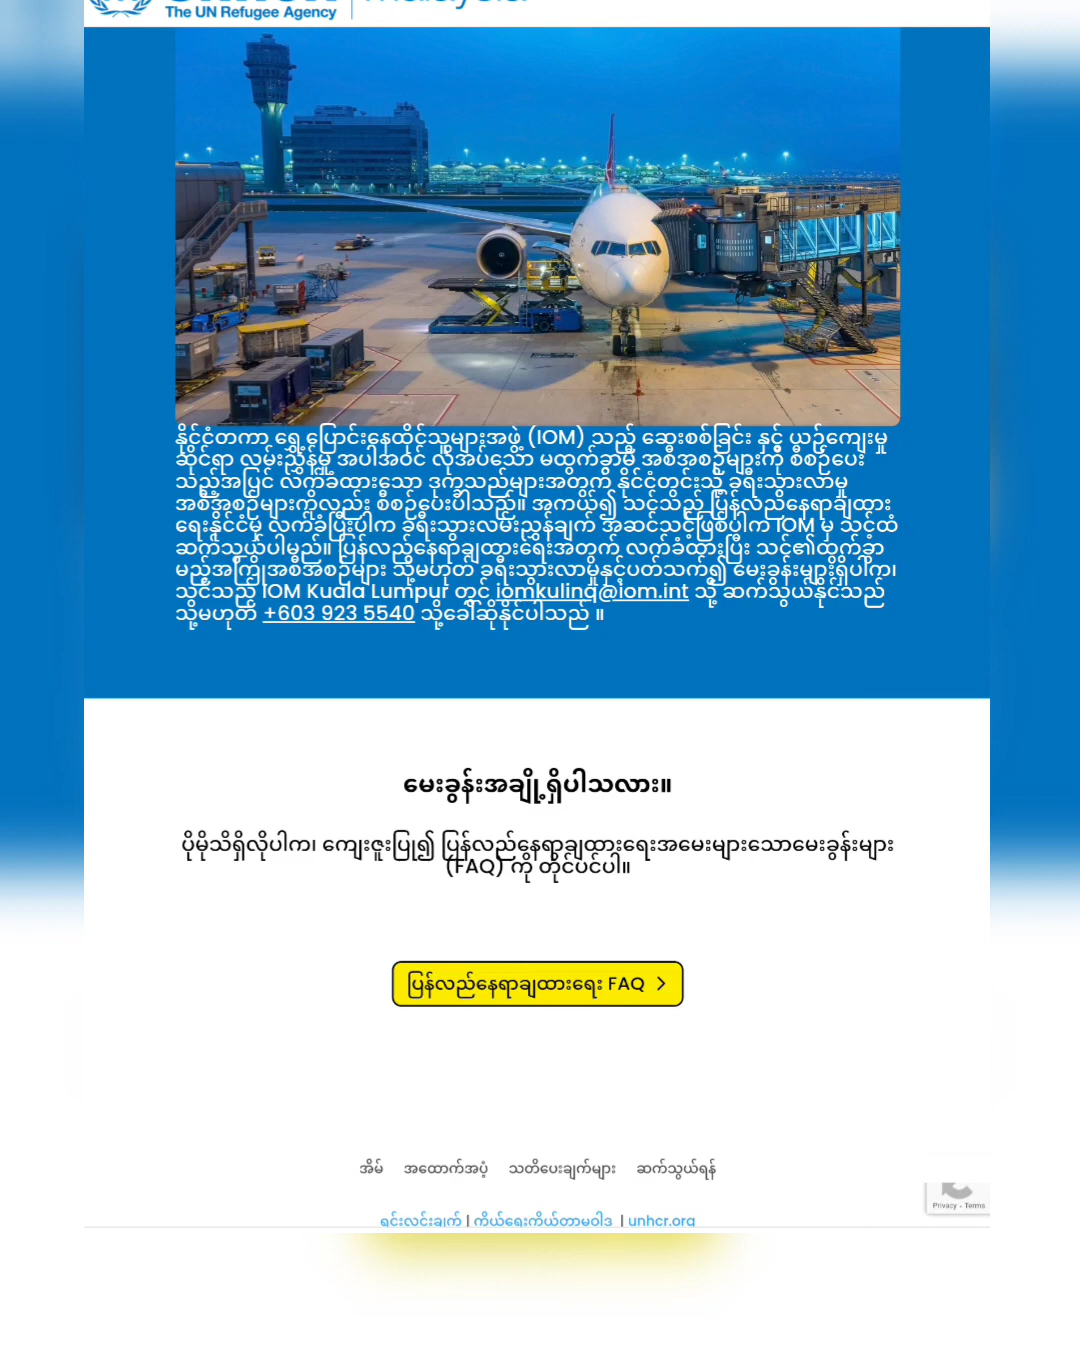 The UN Refugee Agency
နိုင်ငံတကာ ရွှေ့ပြောင်းနေထိုင်သူများအဖွဲ့ (IOM) သည် ဆေးစစ်ခြင်း နှင့် ယဉ်ကျေးမှု
ဆိုင်ရာ လမ်းညွှန်မှု အပါအဝင် လိုအပ်သော မထွက်ခွာမီ အစီအစဉ်များကို စီစဉ်ပေး
သည့်အပြင် လက်ခံထားသော ဒုက္ခသည်များအတွက် နိုင်ငံတွင်းသို့ ခရီးသွားလာမှု
အစီအစဉ်များကိုလည်း စီစဉ်ပေးပါသည်။ အကယ်၍ သင်သည် ပြန်လည်နေရာချထား
ရေးနိုင်ငံမှ လက်ခံပြီးပါက ခရီးသွားလမ်းညွှန်ချက် အဆင်သင့်ဖြစ်ပါက IOM မှ သင့်ထံ
ဆက်သွယ်ပါမည်။ ပြန်လည်နေရာချထားရေးအတွက် လက်ခံထားပြီး သင်၏ထွက်ခွာ
မည့်အကြိုအစီအစဉ်များ သို့မဟုတ် ခရီးသွားလာမှုနှင့်ပတ်သက်၍ မေးခွန်းများရှိပါက၊
သင်သည် IOM Kuala Lumpur တွင် iomkulinq@iom.int သို့ ဆက်သွယ်နိုင်သည်
သို့မဟုတ် +603 923 5540 သို့ခေါ်ဆိုနိုင်ပါသည် ။
မေးခွန်းအချို့ရှိပါသလား။
ပိုမိုသိရှိလိုပါက၊ ကျေးဇူးပြု၍ ပြန်လည်နေရာချထားရေးအမေးများသောမေးခွန်းများ
(FAQ) ကို တိုင်ပင်ပါ။
ပြန်လည်နေရာချထားရေး FAQ
အိမ် အထောက်အပံ့ သတိပေးချက်များ ဆက်သွယ်ရန်
Privacy - Terms
ရှင်းလင်းချက် | ကိုယ်ရေးကိုယ်တာမူဝါဒ | unhcr.org